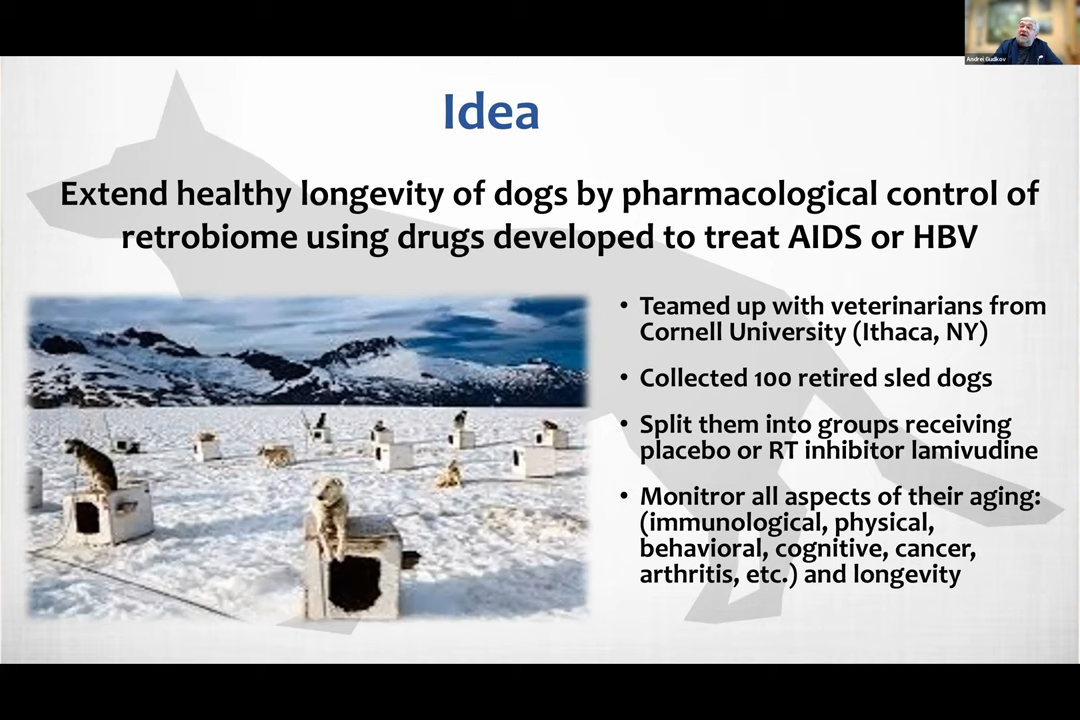 Andrei Gudkov
Idea
Extend healthy longevity of dogs by pharmacological control of
retrobiome using drugs developed to treat AIDS or HBV
• Teamed up with veterinarians from
Cornell University (Ithaca, NY)
• Collected 100 retired sled dogs
• Split them into groups receiving
placebo or RT inhibitor lamivudine
• Monitror all aspects of their aging:
(immunological, physical,
behavioral, cognitive, cancer,
arthritis, etc.) and longevity